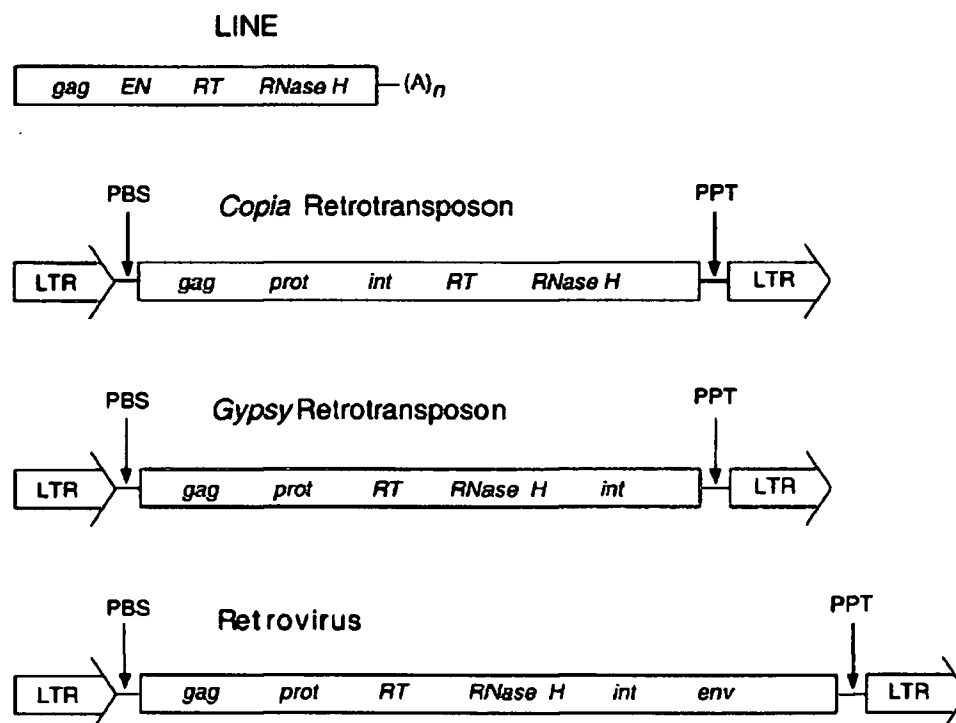 LINE
gag EN RT RNase H (A)n
PBS Copia Retrotransposon PPT
LTR gag prot int RT RNase H LTR
PBS Gypsy Retrotransposon PPT
LTR gag prot RT RNase H int LTR
PBS Retrovirus PPT
LTR gag prot RT RNase H int env LTR